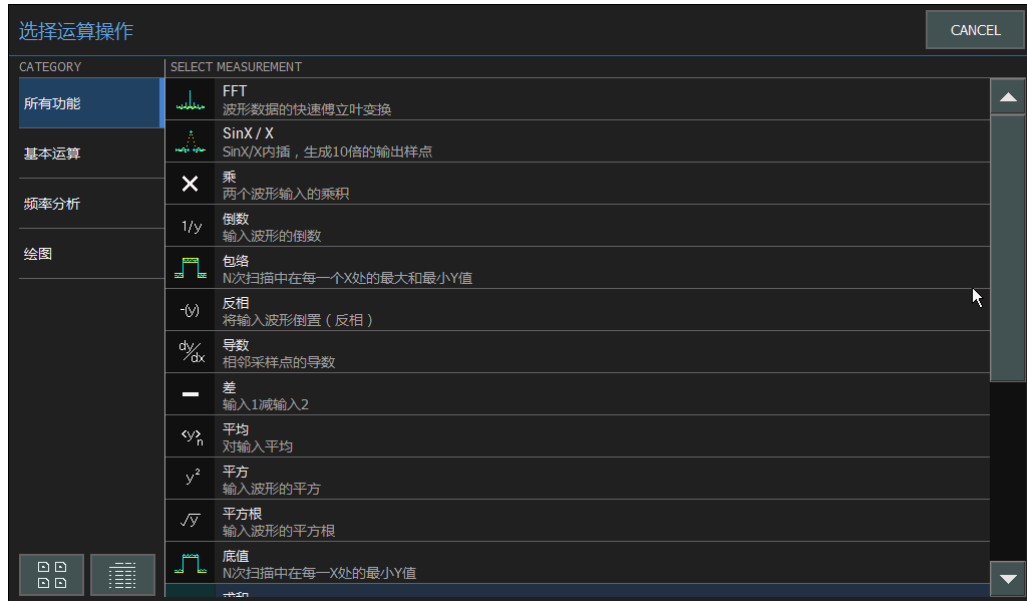 选择运算操作
CANCEL
CATEGORY
SELECT MEASUREMENT
所有功能
基本运算
频率分析
绘图
FFT
波形数据的快速傅立叶变换
SinX / X
SinX/X内插，生成10倍的输出样点
乘
两个波形输入的乘积
1/y
倒数
输入波形的倒数
包络
N次扫描中在每一个X处的最大和最小Y值
-(y)
反相
将输入波形倒置（反相）
dy/dx
导数
相邻采样点的导数
差
输入1减输入2
<y>n
平均
对输入平均
y²
平方
输入波形的平方
√y
平方根
输入波形的平方根
底值
N次扫描中在每一X处的最小Y值
求和